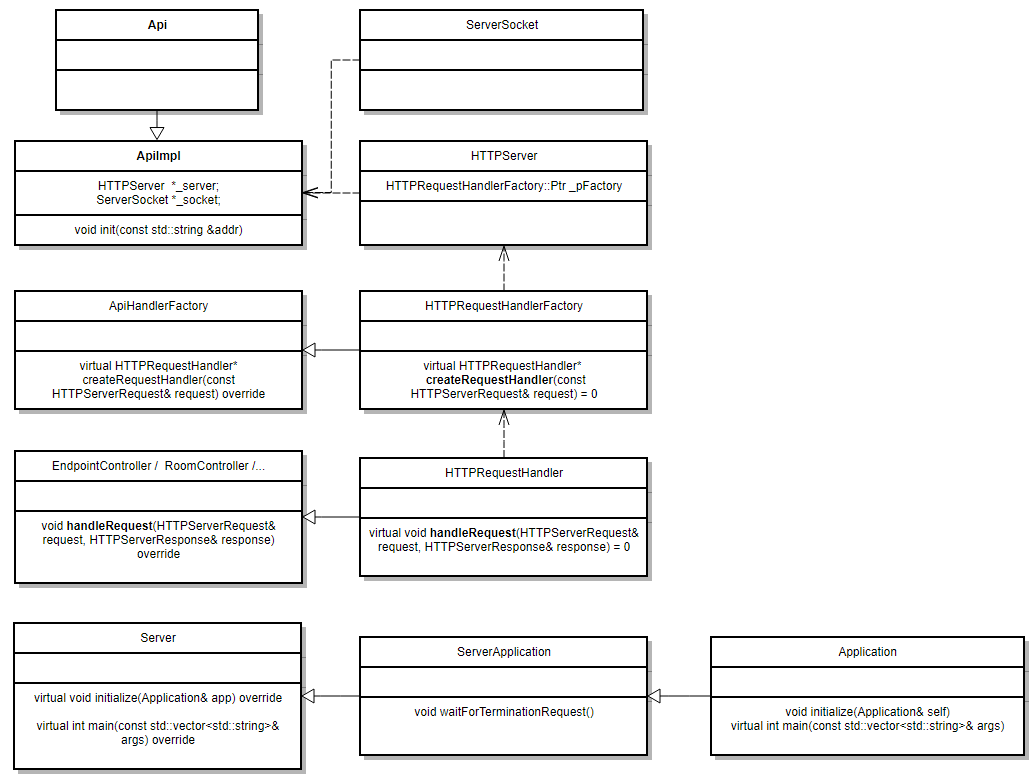 Api
ServerSocket
ApiImpl
HTTPServer *_server;
ServerSocket *_socket;
void init(const std::string &addr)
HTTPServer
HTTPRequestHandlerFactory::Ptr _pFactory
ApiHandlerFactory
virtual HTTPRequestHandler*
createRequestHandler(const
HTTPServerRequest& request) override
HTTPRequestHandlerFactory
virtual HTTPRequestHandler*
createRequestHandler(const
HTTPServerRequest& request) = 0
EndpointController / RoomController /...
void handleRequest(HTTPServerRequest&
request, HTTPServerResponse& response)
override
HTTPRequestHandler
virtual void handleRequest(HTTPServerRequest&
request, HTTPServerResponse& response) = 0
Server
virtual void initialize(Application& app) override
virtual int main(const std::vector<std::string>&
args) override
ServerApplication
void waitForTerminationRequest()
Application
void initialize(Application& self)
virtual int main(const std::vector<std::string>& args)